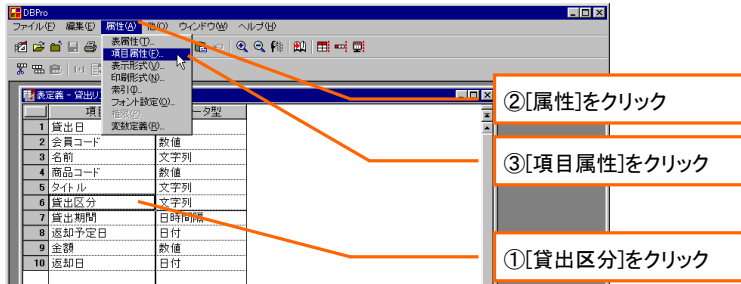 DBPro
ファイル(F) 編集(E) 属性(A) 他(O) ウィンドウ(W) ヘルプ(H)
表属性(T)...
項目属性(F)...
表示形式(V)...
印刷形式(N)...
索引(I)...
フォント設定(O)...
変数定義(R)...
表定義 - 貸出リ
項 ータ型
1 貸出日
2 会員コード 数値
3 名前 文字列
4 商品コード 数値
5 タイトル 文字列
6 貸出区分 文字列
7 貸出期間 日時間隔
8 返却予定日 日付
9 金額 数値
10 返却日 日付
②[属性]をクリック
③[項目属性]をクリック
①[貸出区分]をクリック